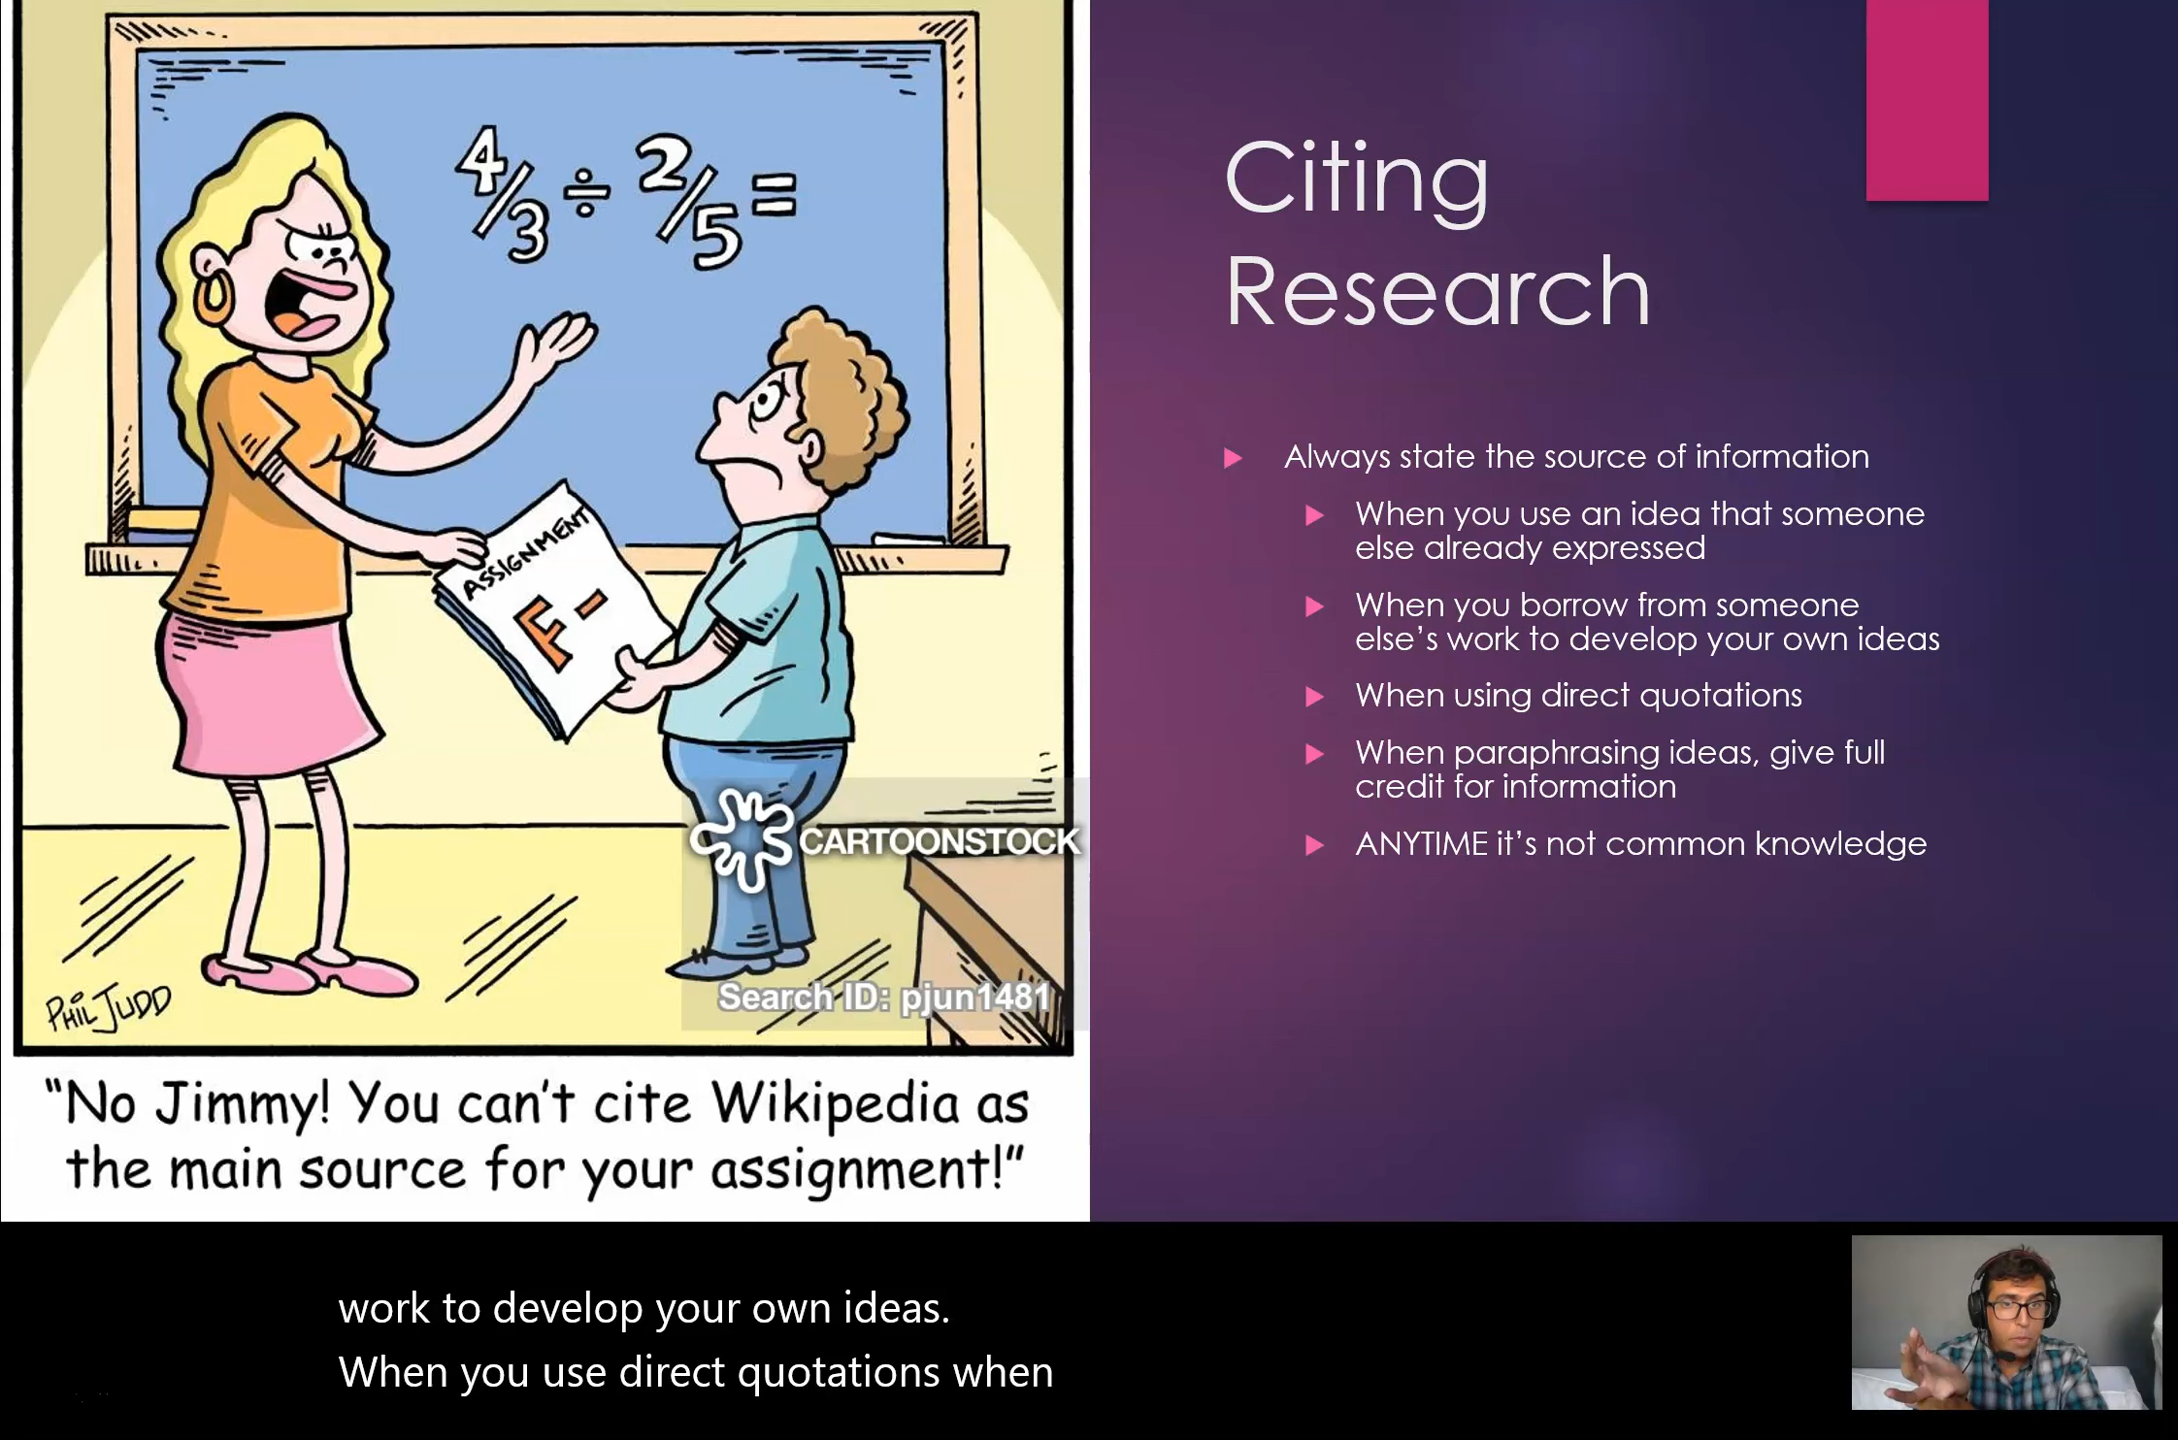 4/3 ÷ 2/5 =
ASSIGNMENT
F-
CARTOONSTOCK
Search ID: pjun1481
PHIL JUDD
“No Jimmy! You can’t cite Wikipedia as
the main source for your assignment!”
Citing
Research
Always state the source of information
When you use an idea that someone
else already expressed
When you borrow from someone
else’s work to develop your own ideas
When using direct quotations
When paraphrasing ideas, give full
credit for information
ANYTIME it’s not common knowledge
work to develop your own ideas.
When you use direct quotations when